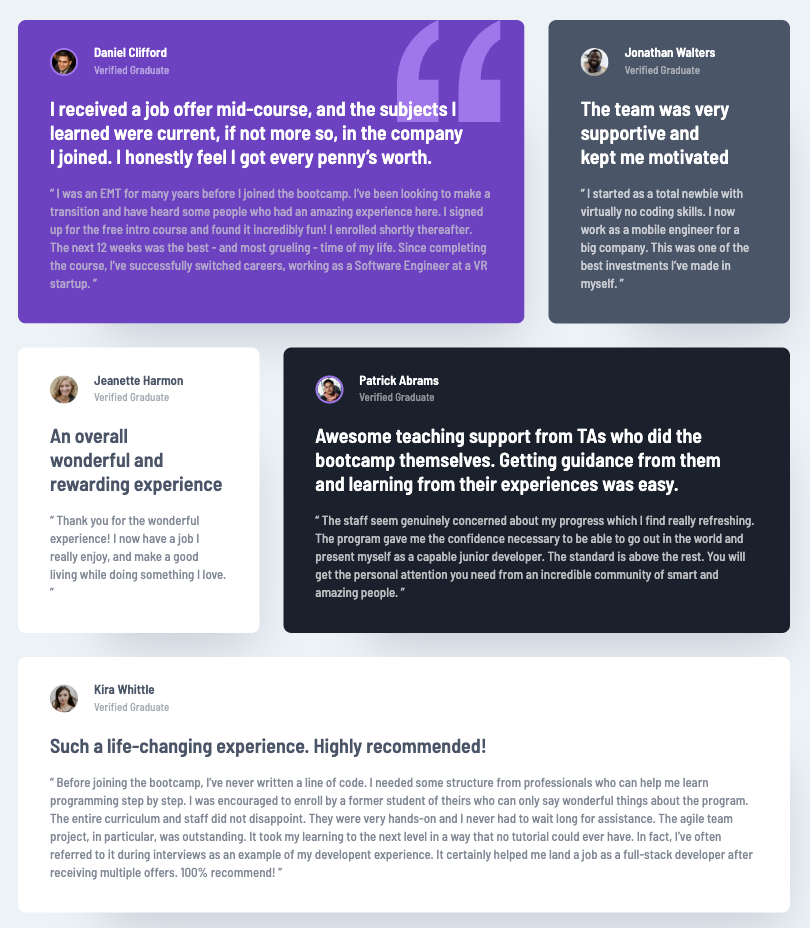 Daniel Clifford
Verified Graduate
I received a job offer mid-course, and the subjects I
learned were current, if not more so, in the company
I joined. I honestly feel I got every penny’s worth.
“ I was an EMT for many years before I joined the bootcamp. I’ve been looking to make a
transition and have heard some people who had an amazing experience here. I signed
up for the free intro course and found it incredibly fun! I enrolled shortly thereafter.
The next 12 weeks was the best - and most grueling - time of my life. Since completing
the course, I’ve successfully switched careers, working as a Software Engineer at a VR
startup. ”
Jonathan Walters
Verified Graduate
The team was very
supportive and
kept me motivated
“ I started as a total newbie with
virtually no coding skills. I now
work as a mobile engineer for a
big company. This was one of the
best investments I’ve made in
myself. ”
Jeanette Harmon
Verified Graduate
An overall
wonderful and
rewarding experience
“ Thank you for the wonderful
experience! I now have a job I
really enjoy, and make a good
living while doing something I love.
”
Patrick Abrams
Verified Graduate
Awesome teaching support from TAs who did the
bootcamp themselves. Getting guidance from them
and learning from their experiences was easy.
“ The staff seem genuinely concerned about my progress which I find really refreshing.
The program gave me the confidence necessary to be able to go out in the world and
present myself as a capable junior developer. The standard is above the rest. You will
get the personal attention you need from an incredible community of smart and
amazing people. ”
Kira Whittle
Verified Graduate
Such a life-changing experience. Highly recommended!
“ Before joining the bootcamp, I’ve never written a line of code. I needed some structure from professionals who can help me learn
programming step by step. I was encouraged to enroll by a former student of theirs who can only say wonderful things about the program.
The entire curriculum and staff did not disappoint. They were very hands-on and I never had to wait long for assistance. The agile team
project, in particular, was outstanding. It took my learning to the next level in a way that no tutorial could ever have. In fact, I’ve often
referred to it during interviews as an example of my developent experience. It certainly helped me land a job as a full-stack developer after
receiving multiple offers. 100% recommend! ”